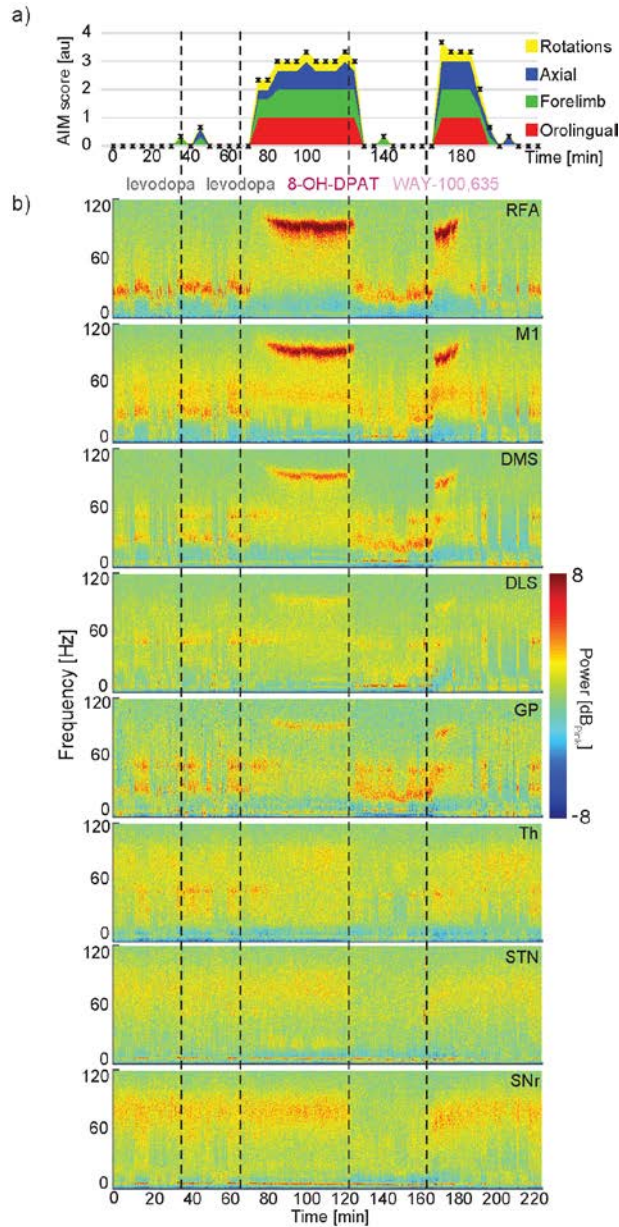 a)
AIM score [au]
4
3
2
1
0
Rotations
Axial
Forelimb
Orolingual
0 20 40 60 80 100 120 140 180 Time [min]
levodopa levodopa 8-OH-DPAT WAY-100,635
b)
Frequency [Hz]
120
60
0
RFA
120
60
0
M1
120
60
0
DMS
120
60
0
DLS
120
60
0
GP
120
60
0
Th
120
60
0
STN
120
60
0
SNr
0 20 40 60 80 100 120 140 160 180 200 220
Time [min]
8
Power [dBPink]
-8